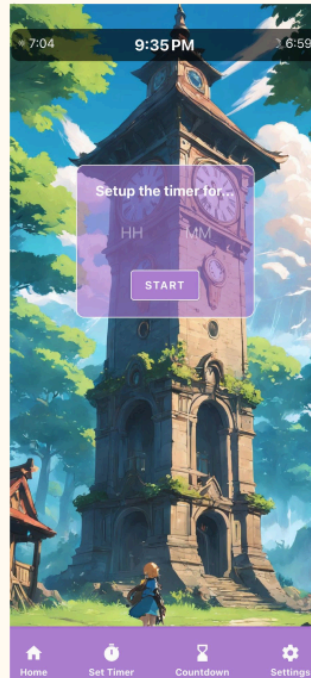 7:04 9:35 PM 6:59
Setup the timer for...
HH MM
START
Home Set Timer Countdown Settings